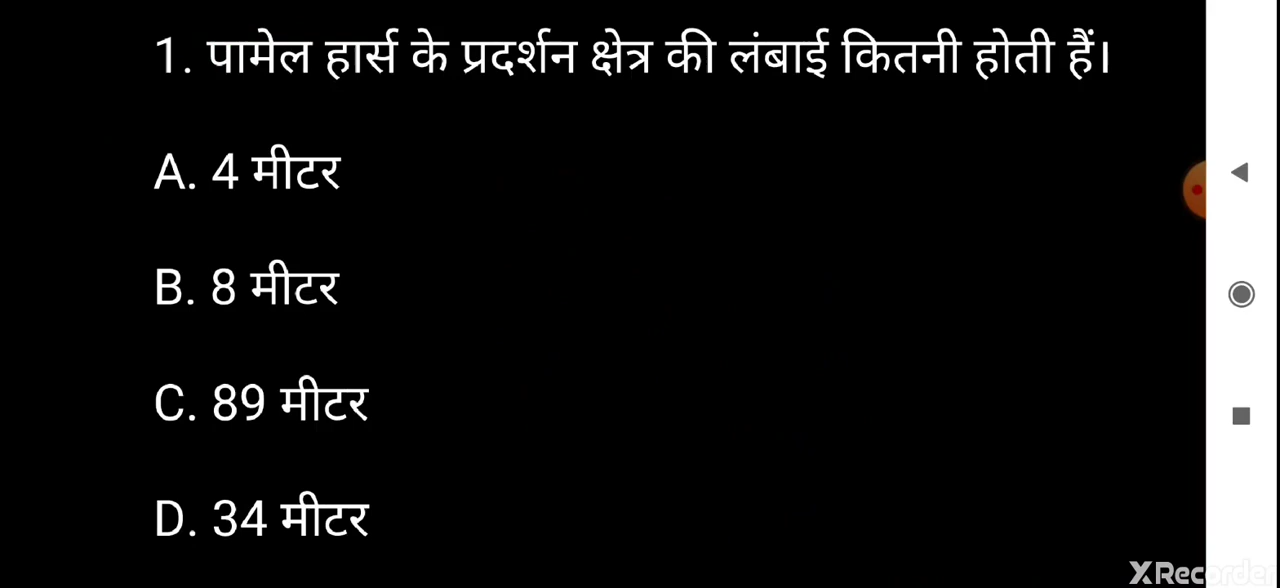 1. पामेल हार्स के प्रदर्शन क्षेत्र की लंबाई कितनी होती हैं।
A. 4 मीटर
B. 8 मीटर
C. 89 मीटर
D. 34 मीटर
XRecorder